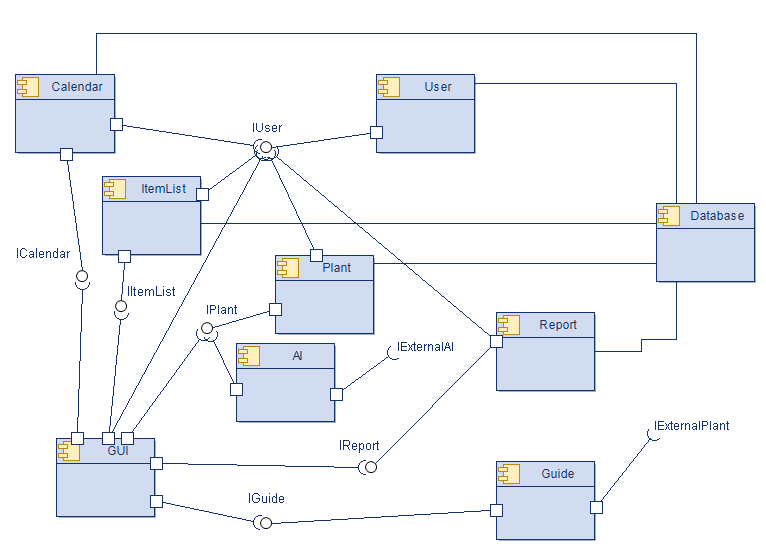 Calendar
User
IUser
ItemList
Database
ICalendar
Plant
IItemList
IPlant
Report
IExternalAI
AI
IExternalPlant
IReport
GUI
Guide
IGuide